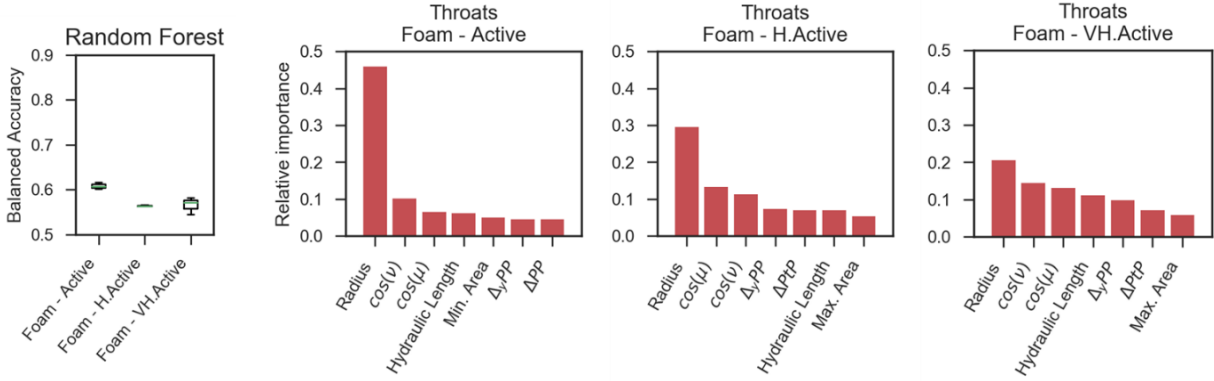 Random Forest
Balanced Accuracy
0.9
0.8
0.7
0.6
0.5
Foam - Active
Foam - H.Active
Foam - VH.Active
Throats
Foam - Active
Relative importance
0.5
0.4
0.3
0.2
0.1
0.0
Radius
cos(ν)
cos(μ)
Hydraulic Length
Min. Area
ΔyPP
ΔPP
Throats
Foam - H.Active
0.5
0.4
0.3
0.2
0.1
0.0
Radius
cos(μ)
cos(ν)
ΔyPP
ΔPtP
Hydraulic Length
Max. Area
Throats
Foam - VH.Active
0.5
0.4
0.3
0.2
0.1
0.0
Radius
cos(ν)
cos(μ)
Hydraulic Length
ΔyPP
ΔPtP
Max. Area